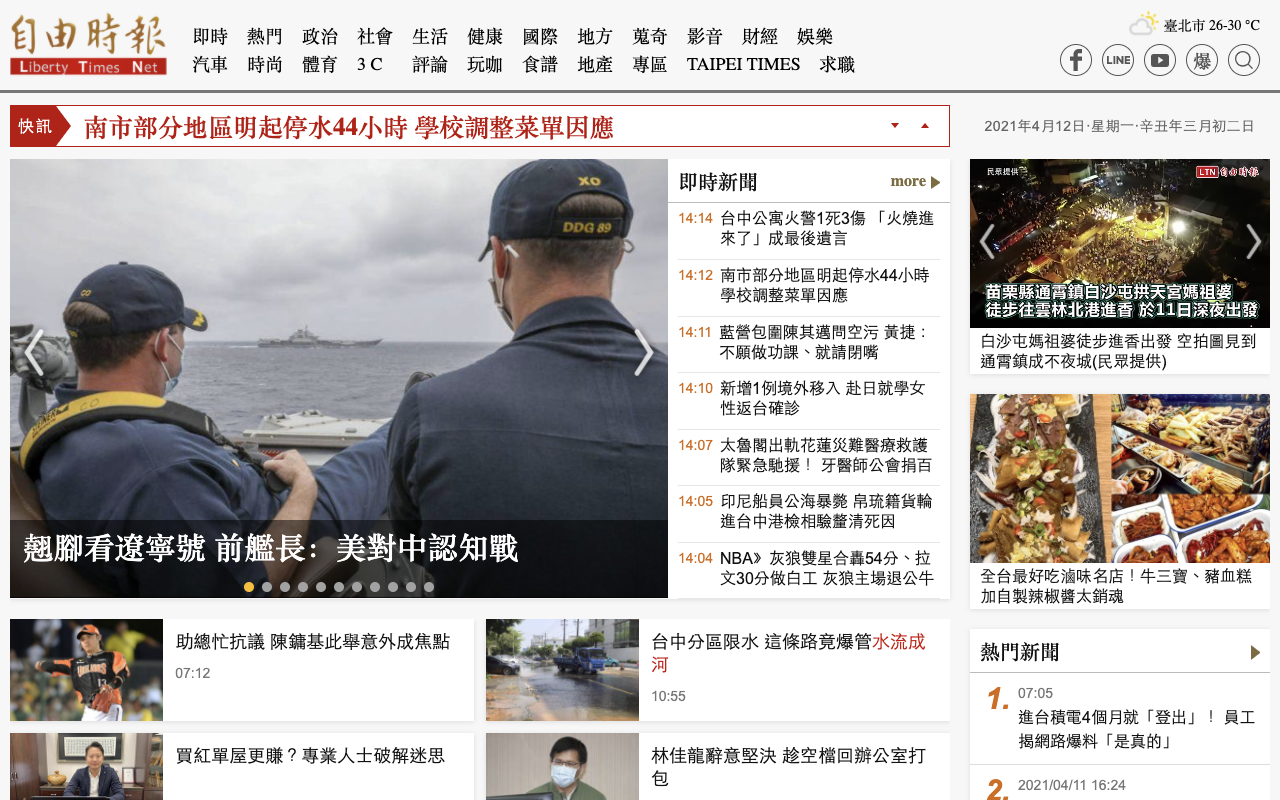 自由時報
Liberty Times Net
即時 熱門 政治 社會 生活 健康 國際 地方 蒐奇 影音 財經 娛樂
汽車 時尚 體育 3 C 評論 玩咖 食譜 地產 專區 TAIPEI TIMES 求職
臺北市 26-30 °C
LINE 爆
快訊 南市部分地區明起停水44小時 學校調整菜單因應
2021年4月12日·星期一·辛丑年三月初二日
XO
DDG 89
翹腳看遼寧號 前艦長：美對中認知戰
即時新聞 more
14:14 台中公寓火警1死3傷 「火燒進
來了」成最後遺言
14:12 南市部分地區明起停水44小時
學校調整菜單因應
14:11 藍營包圍陳其邁問空污 黃捷：
不願做功課、就請閉嘴
14:10 新增1例境外移入 赴日就學女
性返台確診
14:07 太魯閣出軌花蓮災難醫療救護
隊緊急馳援！ 牙醫師公會捐百
14:05 印尼船員公海暴斃 帛琉籍貨輪
進台中港檢相驗釐清死因
14:04 NBA》灰狼雙星合轟54分、拉
文30分做白工 灰狼主場退公牛
民眾提供
LTN 自由時報
苗栗縣通霄鎮白沙屯拱天宮媽祖婆
徒步往雲林北港進香 於11日深夜出發
白沙屯媽祖婆徒步進香出發 空拍圖見到
通霄鎮成不夜城(民眾提供)
全台最好吃滷味名店！牛三寶、豬血糕
加自製辣椒醬太銷魂
熱門新聞
1. 07:05
進台積電4個月就「登出」！ 員工
揭網路爆料「是真的」
2. 2021/04/11 16:24
助總忙抗議 陳鏞基此舉意外成焦點
07:12
台中分區限水 這條路竟爆管水流成
河
10:55
買紅單屋更賺？專業人士破解迷思
林佳龍辭意堅決 趁空檔回辦公室打
包